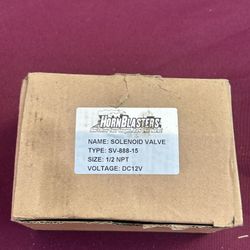 HORNBLASTERS
NAME: SOLENOID VALVE
TYPE: SV-888-15
SIZE: 1/2 NPT
VOLTAGE: DC12V